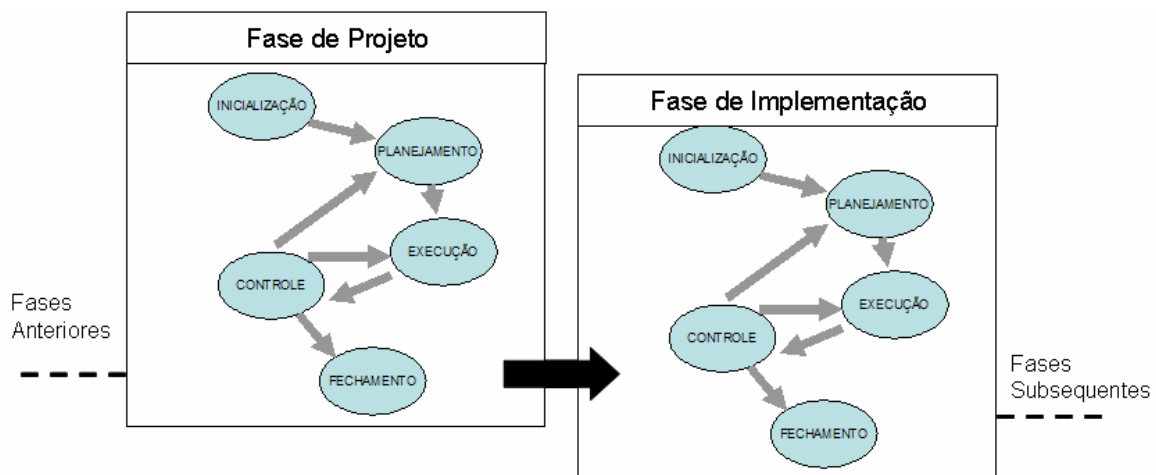 Fase de Projeto
INICIALIZAÇÃO
PLANEJAMENTO
EXECUÇÃO
CONTROLE
FECHAMENTO
Fases
Anteriores
Fase de Implementação
INICIALIZAÇÃO
PLANEJAMENTO
EXECUÇÃO
CONTROLE
FECHAMENTO
Fases
Subsequentes